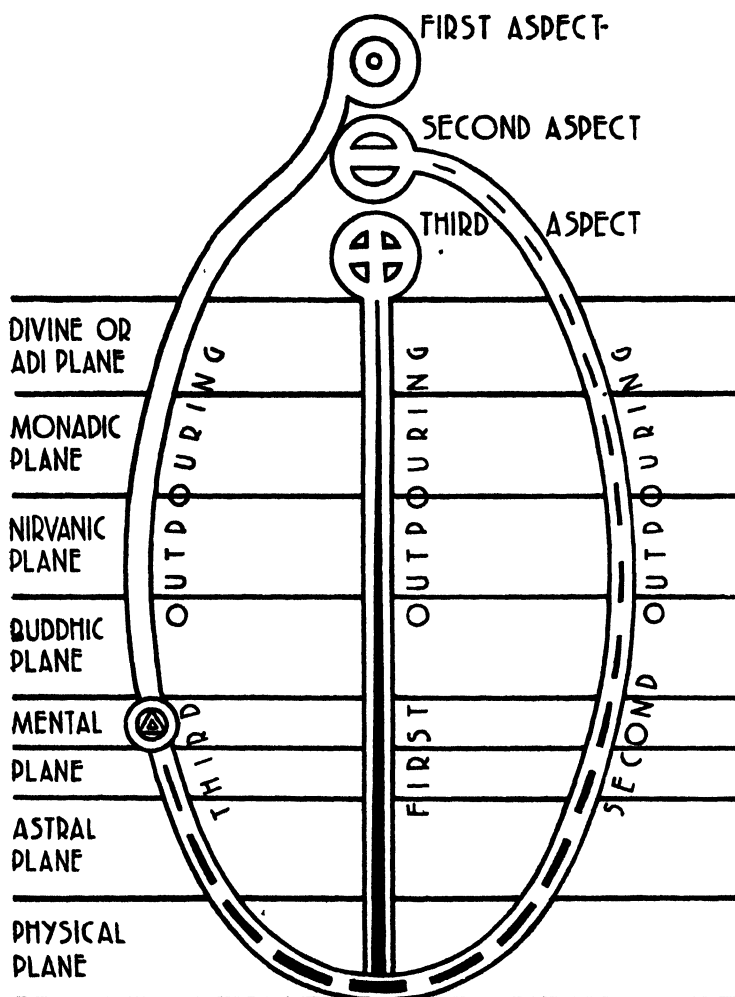 FIRST ASPECT-
SECOND ASPECT
THIRD ASPECT
DIVINE OR
ADI PLANE
MONADIC
PLANE
NIRVANIC
PLANE
BUDDHIC
PLANE
MENTAL
PLANE
ASTRAL
PLANE
PHYSICAL
PLANE
THIRD OUTPOURING
FIRST OUTPOURING
SECOND OUTPOURING